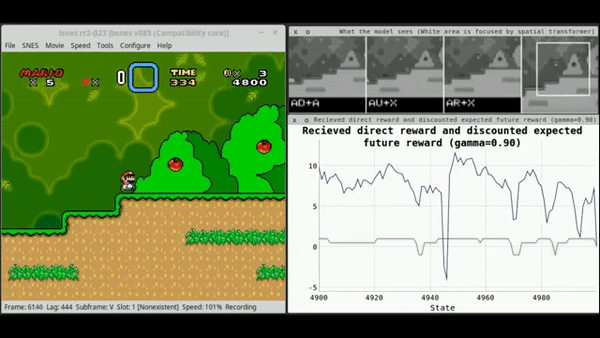 lsnes rr2-β23 [bsnes v085 (Compatibility core)]
File SNES Movie Speed Tools Configure Help
MARIO
x 5
x
0
TIME
334
x 3
4800
Frame: 6146 Lag: 444 Subframe: V Slot: 1 [Nonexistent] Speed: 101% Recording
x o What the model sees (White area is focused by spatial transformer)
AD+A
AU+X
AR+X
x o Recieved direct reward and discounted expected future reward (gamma=0.90)
Recieved direct reward and discounted expected
future reward (gamma=0.90)
10
5
0
-5
4900 4920 4940 4960 4980
State